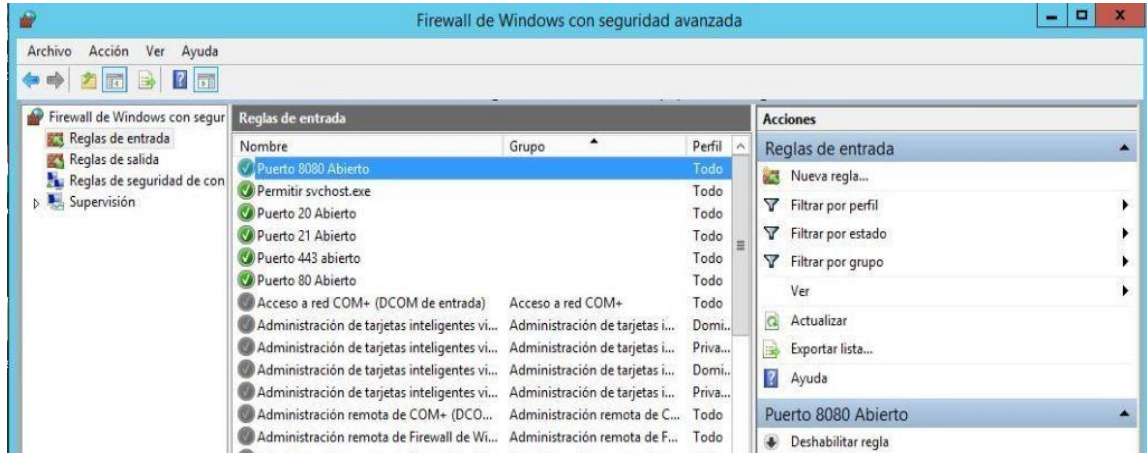 Firewall de Windows con seguridad avanzada
Archivo Acción Ver Ayuda
Firewall de Windows con segur
Reglas de entrada
Reglas de salida
Reglas de seguridad de con
Supervisión
Reglas de entrada
Nombre Grupo Perfil
Puerto 8080 Abierto Todo
Permitir svchost.exe Todo
Puerto 20 Abierto Todo
Puerto 21 Abierto Todo
Puerto 443 abierto Todo
Puerto 80 Abierto Todo
Acceso a red COM+ (DCOM de entrada) Acceso a red COM+ Todo
Administración de tarjetas inteligentes vi... Administración de tarjetas i... Domi...
Administración de tarjetas inteligentes vi... Administración de tarjetas i... Priva...
Administración de tarjetas inteligentes vi... Administración de tarjetas i... Domi...
Administración de tarjetas inteligentes vi... Administración de tarjetas i... Priva...
Administración remota de COM+ (DCO... Administración remota de C... Todo
Administración remota de Firewall de Wi... Administración remota de F... Todo
Acciones
Reglas de entrada
Nueva regla...
Filtrar por perfil
Filtrar por estado
Filtrar por grupo
Ver
Actualizar
Exportar lista...
Ayuda
Puerto 8080 Abierto
Deshabilitar regla